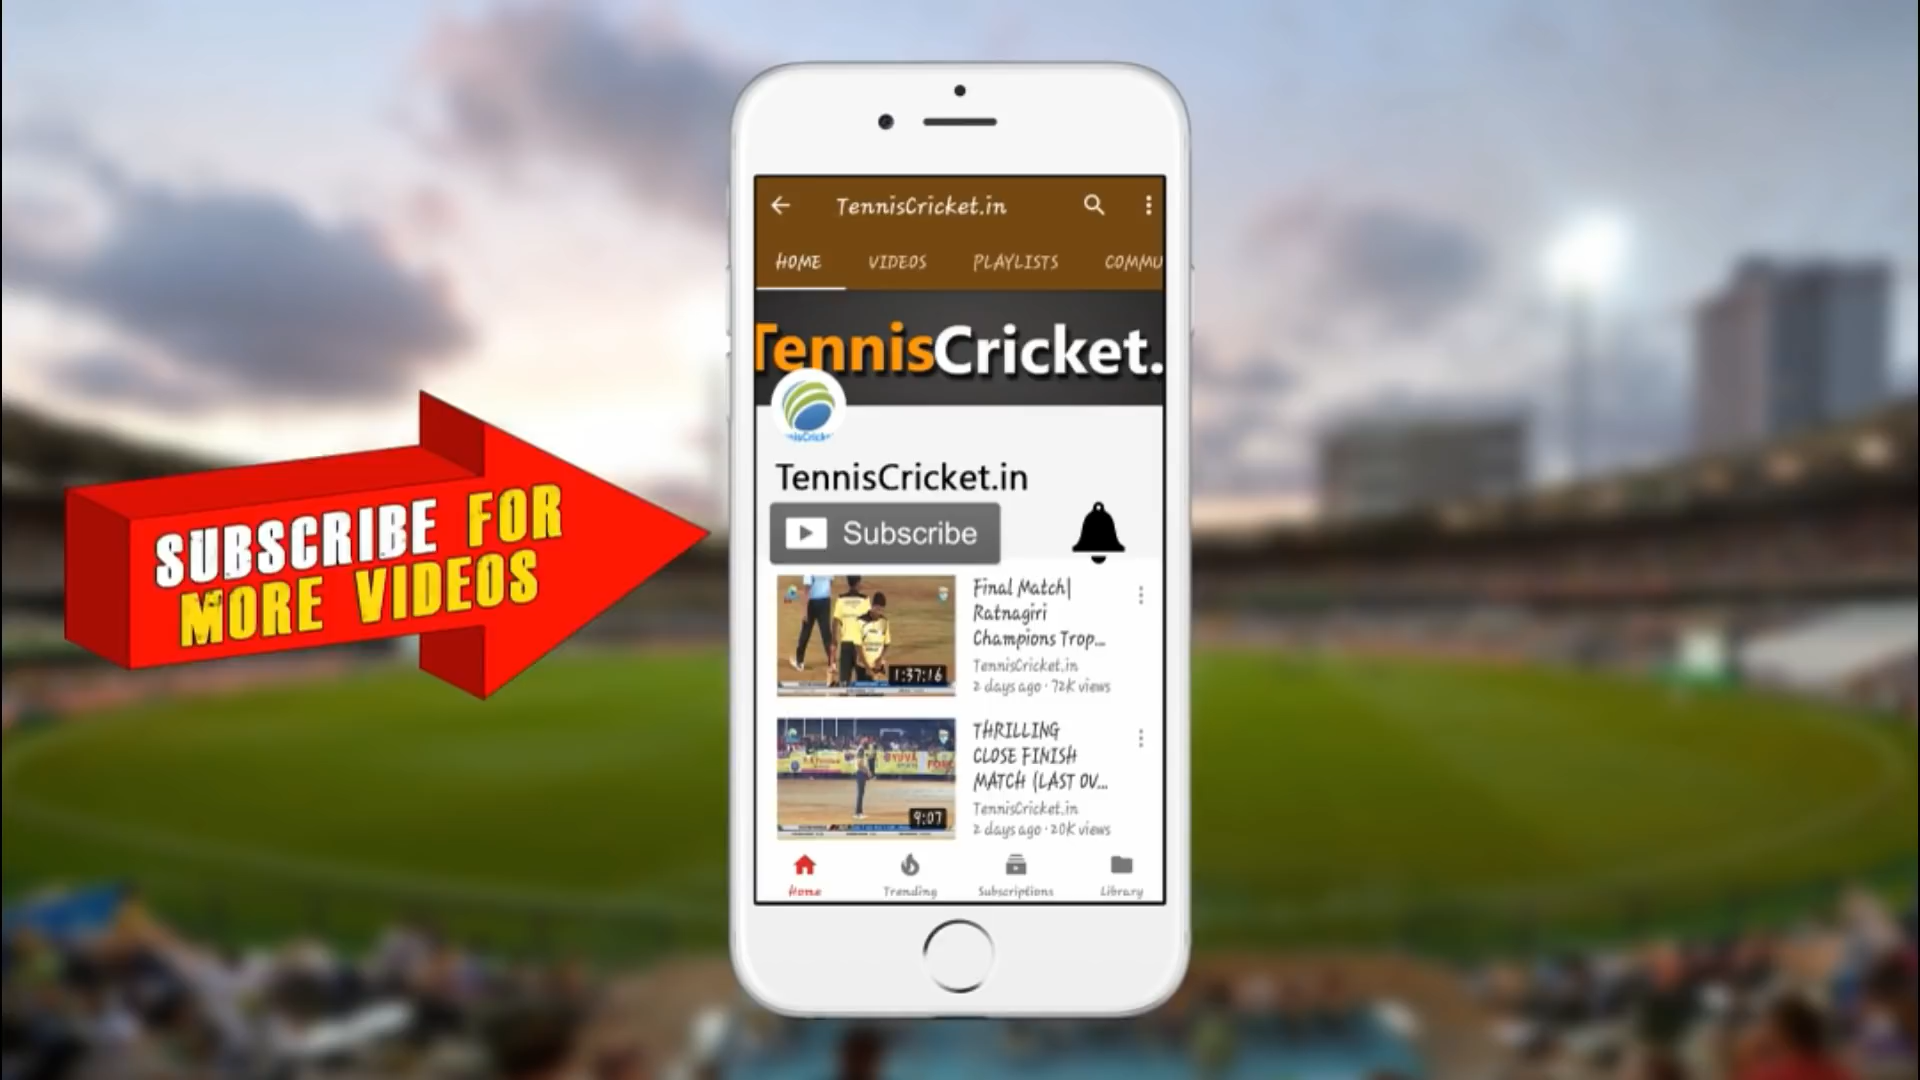 TennisCricket.in
HOME VIDEOS PLAYLISTS COMMU
TennisCricket.
TennisCricket.in
Subscribe
SUBSCRIBE FOR
MORE VIDEOS
Final Match|
Ratnagiri
Champions Trop...
TennisCricket.in
2 days ago · 72K views
1:37:16
THRILLING
CLOSE FINISH
MATCH (LAST OV...
TennisCricket.in
2 days ago · 20K views
9:07
Home Trending Subscriptions Library